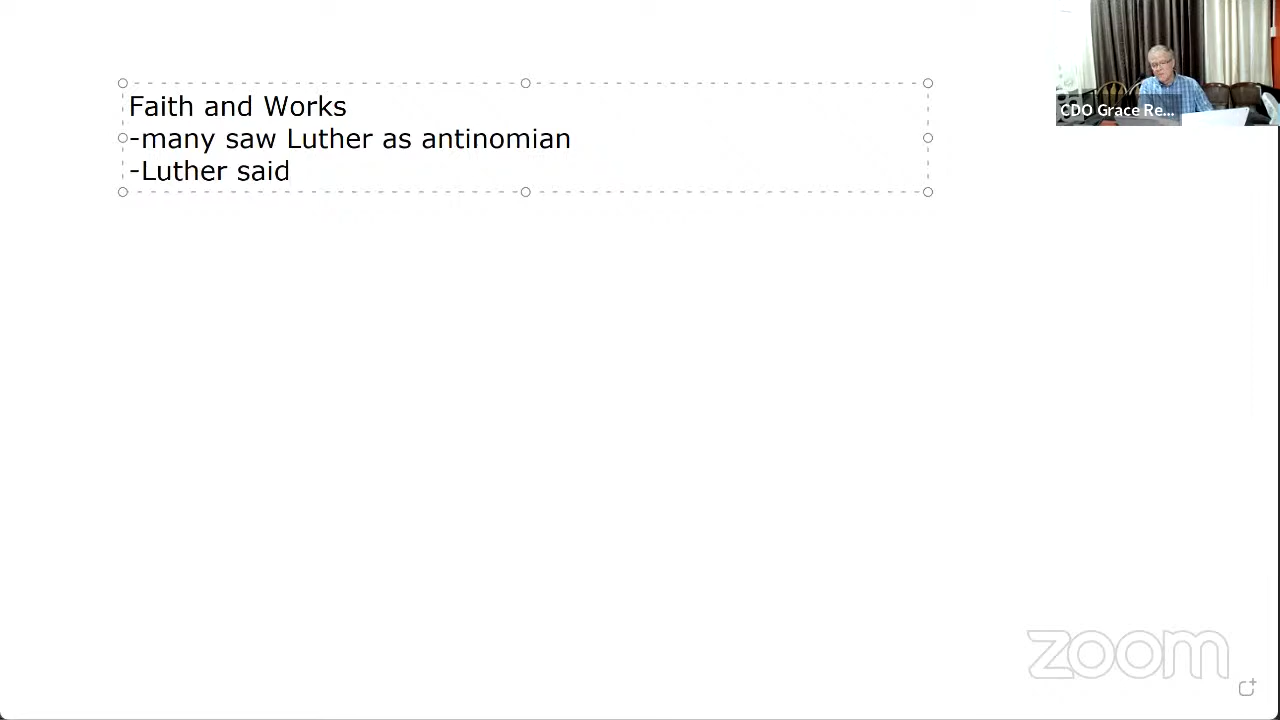 Faith and Works
-many saw Luther as antinomian
-Luther said
CDO Grace Re...
zoom